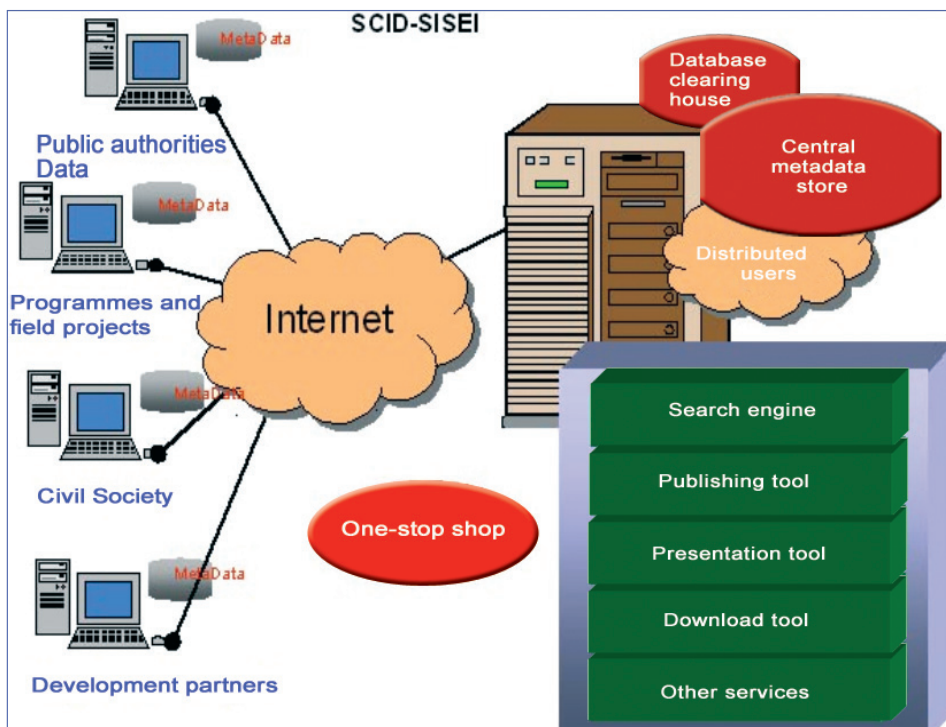 SCID-SISEI
MetaData
Public authorities
Data
MetaData
Programmes and
field projects
MetaData
Civil Society
MetaData
Development partners
Internet
Database
clearing
house
Central
metadata
store
Distributed
users
One-stop shop
Search engine
Publishing tool
Presentation tool
Download tool
Other services